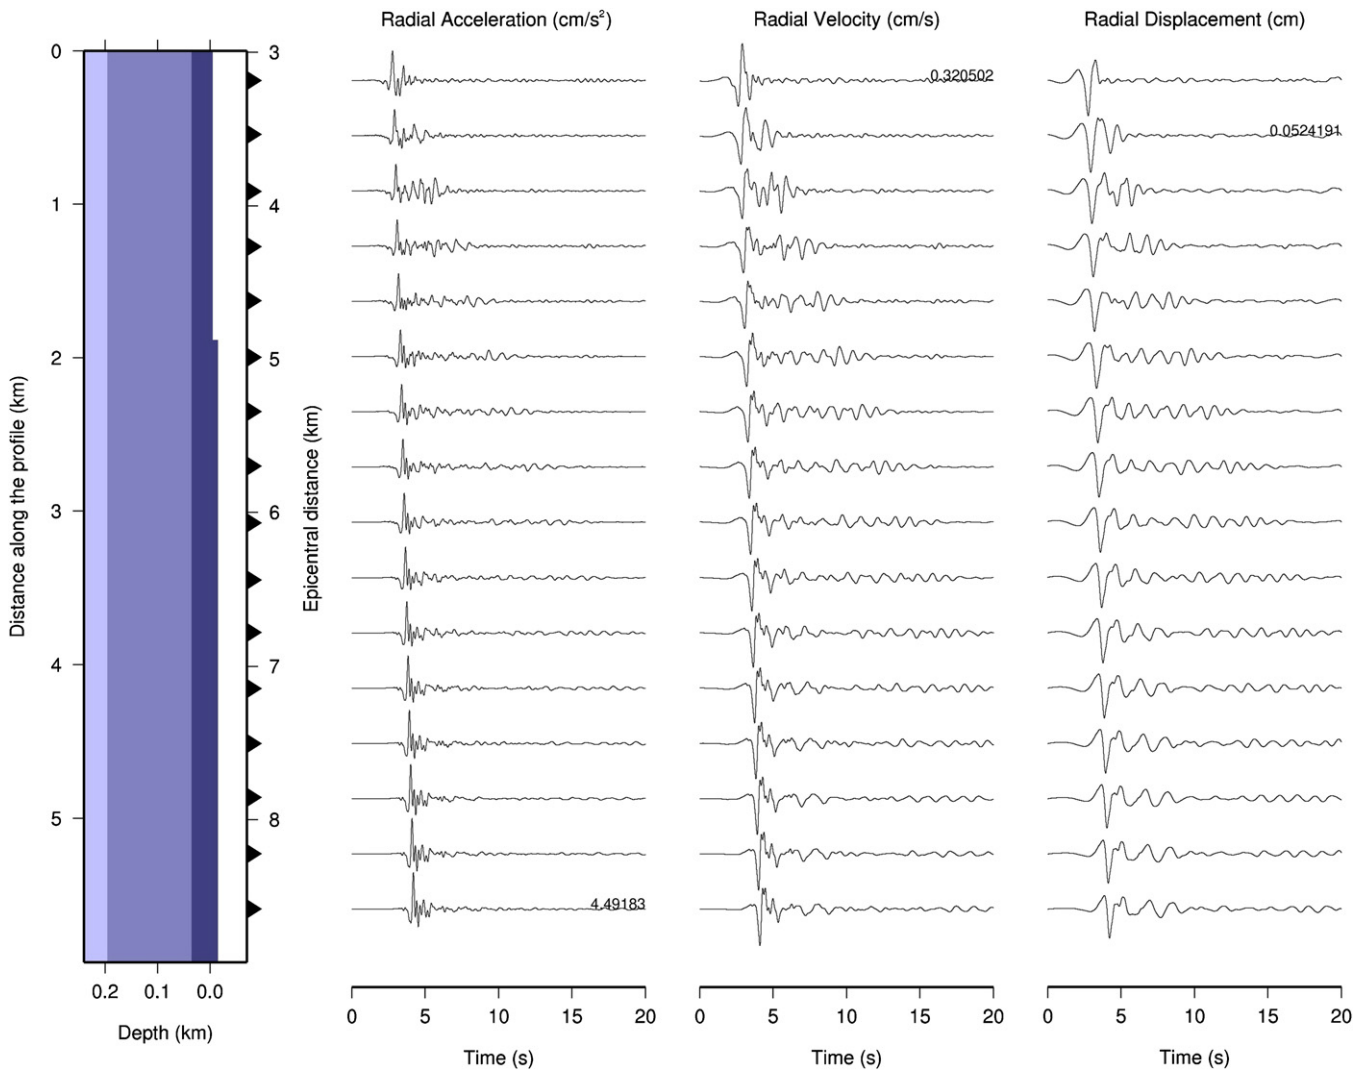 Radial Acceleration (cm/s²)
Radial Velocity (cm/s)
Radial Displacement (cm)
0
3
0.320502
0.0524191
1
4
2
5
3
6
4
7
5
8
4.49183
Distance along the profile (km)
Epicentral distance (km)
0.2 0.1 0.0
Depth (km)
0 5 10 15 20
Time (s)
0 5 10 15 20
Time (s)
0 5 10 15 20
Time (s)